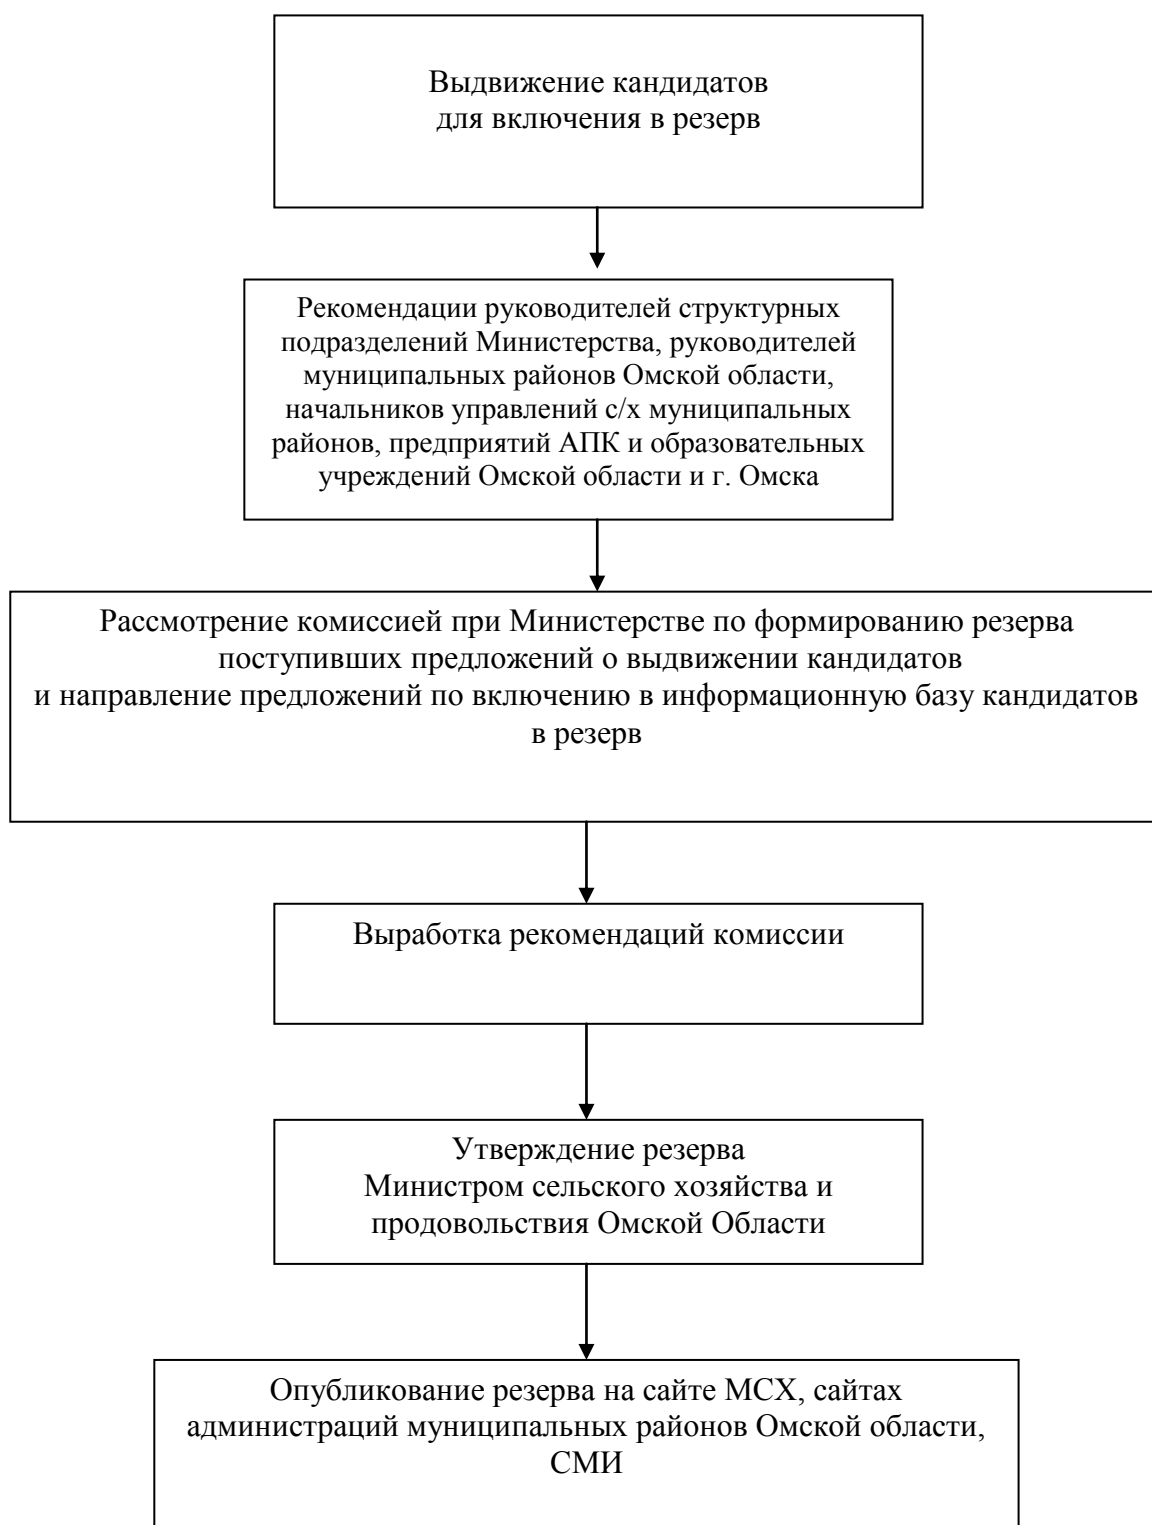 Выдвижение кандидатов
для включения в резерв
Рекомендации руководителей структурных
подразделений Министерства, руководителей
муниципальных районов Омской области,
начальников управлений с/х муниципальных
районов, предприятий АПК и образовательных
учреждений Омской области и г. Омска
Рассмотрение комиссией при Министерстве по формированию резерва
поступивших предложений о выдвижении кандидатов
и направление предложений по включению в информационную базу кандидатов
в резерв
Выработка рекомендаций комиссии
Утверждение резерва
Министром сельского хозяйства и
продовольствия Омской Области
Опубликование резерва на сайте МСХ, сайтах
администраций муниципальных районов Омской области,
СМИ